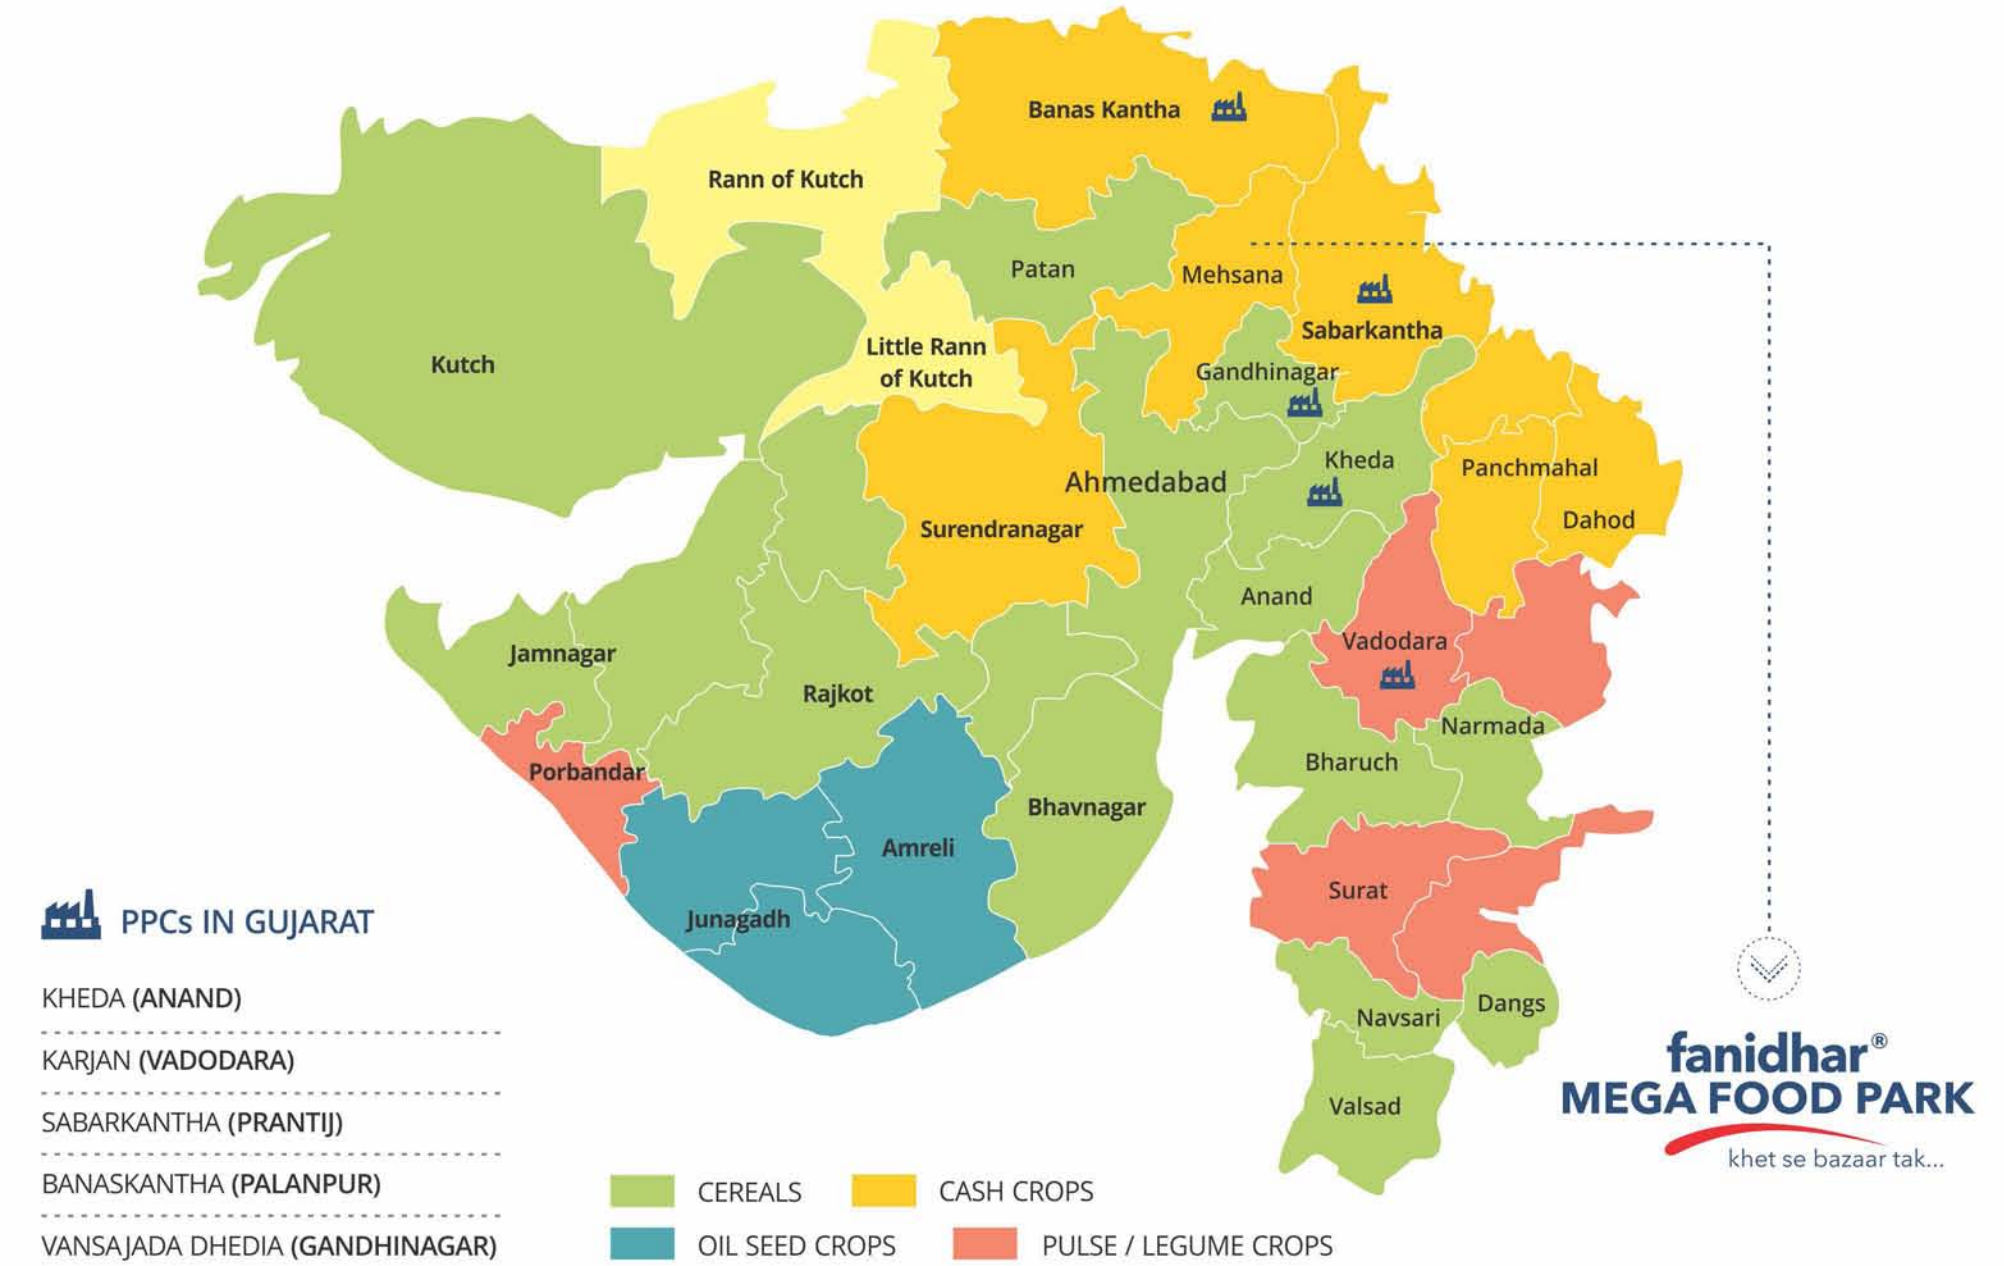 Banas Kantha
Rann of Kutch
Patan
Mehsana
Sabarkantha
Little Rann
of Kutch
Kutch
Gandhinagar
Kheda
Panchmahal
Ahmedabad
Dahod
Surendranagar
Anand
Vadodara
Jamnagar
Rajkot
Narmada
Bharuch
Porbandar
Bhavnagar
Amreli
Surat
Junagadh
Dangs
Navsari
Valsad
PPCs IN GUJARAT
KHEDA (ANAND)
KARJAN (VADODARA)
SABARKANTHA (PRANTIJ)
BANASKANTHA (PALANPUR)
VANSAJADA DHEDIA (GANDHINAGAR)
CEREALS
CASH CROPS
OIL SEED CROPS
PULSE / LEGUME CROPS
fanidhar®
MEGA FOOD PARK
khet se bazaar tak...